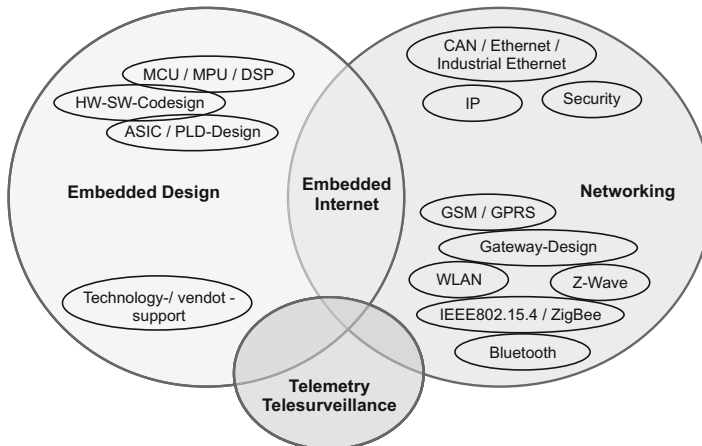 MCU / MPU / DSP
HW-SW-Codesign
ASIC / PLD-Design
Embedded Design
Technology-/ vendot -
support
Embedded
Internet
CAN / Ethernet /
Industrial Ethernet
IP
Security
Networking
GSM / GPRS
Gateway-Design
WLAN
Z-Wave
IEEE802.15.4 / ZigBee
Bluetooth
Telemetry
Telesurveillance